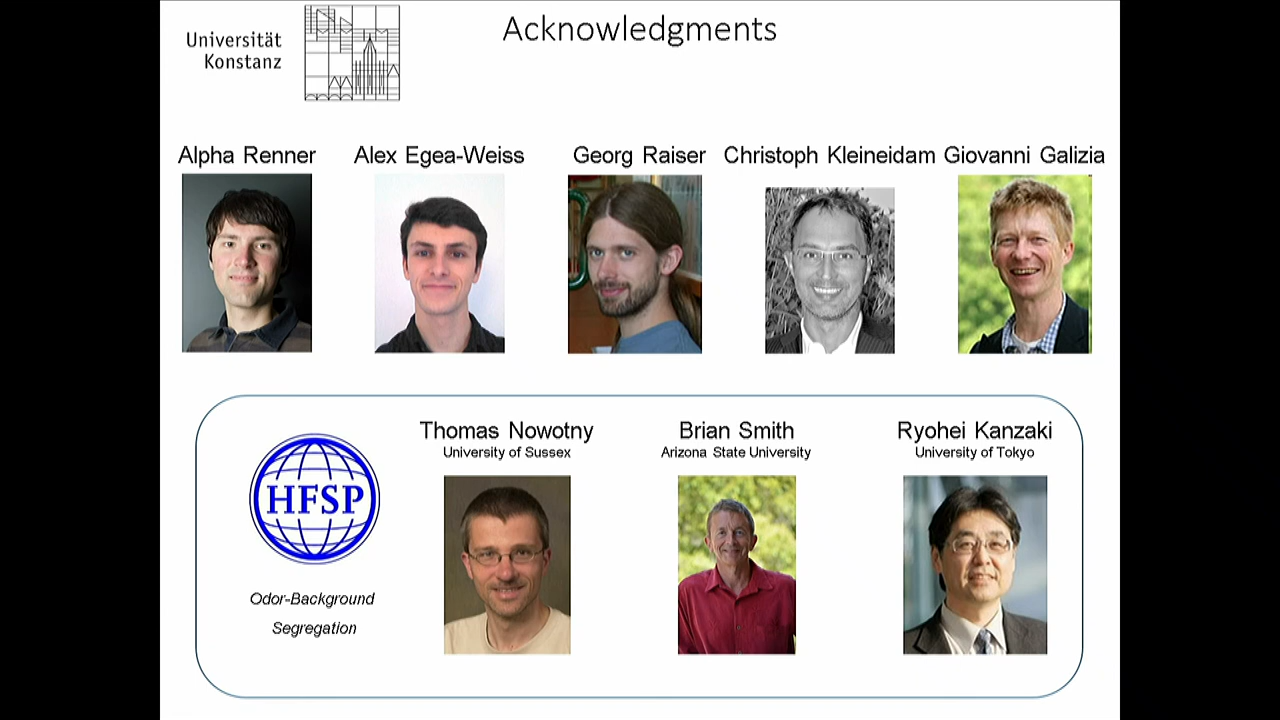 Acknowledgments
Universität
Konstanz
Alpha Renner
Alex Egea-Weiss
Georg Raiser
Christoph Kleineidam
Giovanni Galizia
HFSP
Odor-Background
Segregation
Thomas Nowotny
University of Sussex
Brian Smith
Arizona State University
Ryohei Kanzaki
University of Tokyo